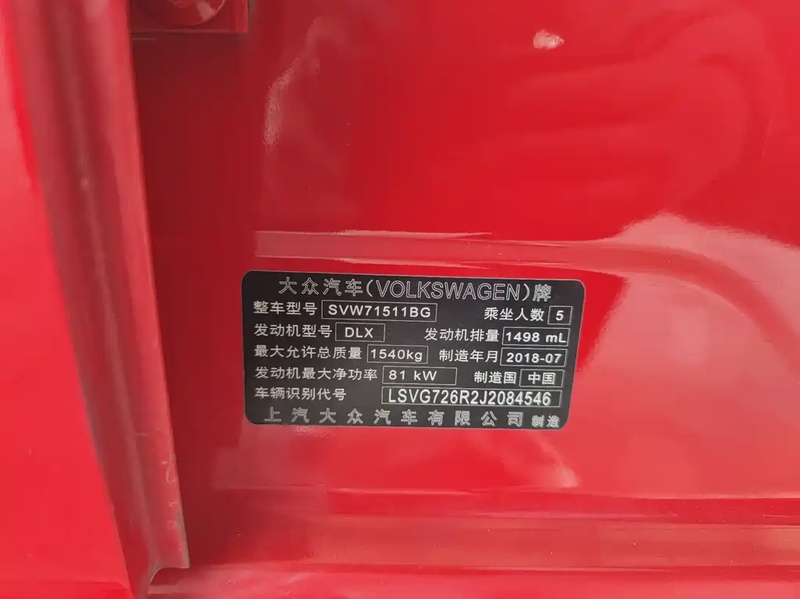 大众汽车(VOLKSWAGEN)牌
整车型号 SVW71511BG 乘坐人数 5
发动机型号 DLX 发动机排量 1498 mL
最大允许总质量 1540kg 制造年月 2018-07
发动机最大净功率 81 kW 制造国 中国
车辆识别代号 LSVG726R2J2084546
上汽大众汽车有限公司 制造